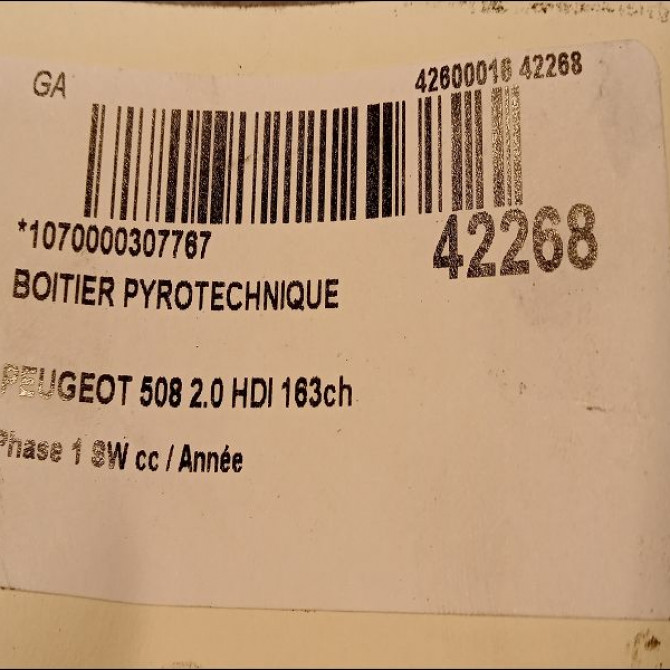 GA 42600016 42268
*1070000307767
42268
BOITIER PYROTECHNIQUE
PEUGEOT 508 2.0 HDI 163ch
Phase 1 SW cc / Année